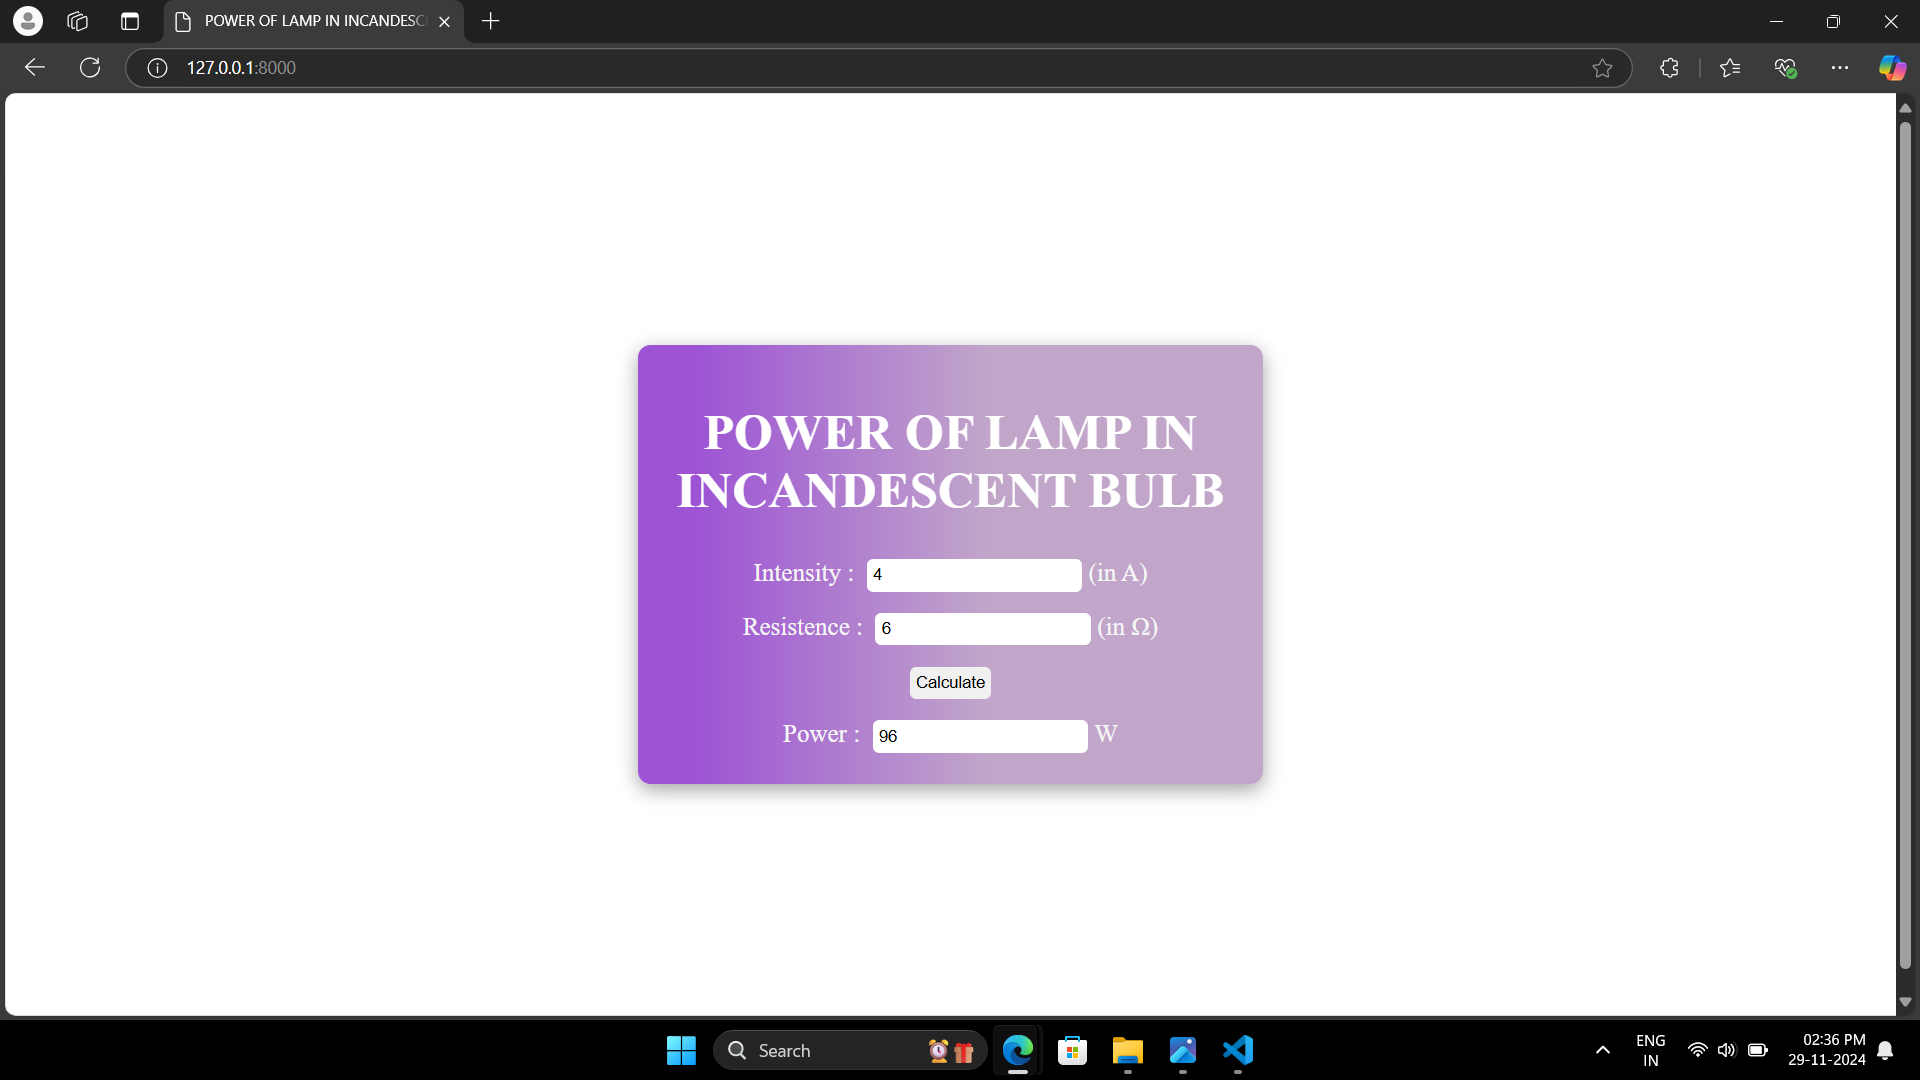 POWER OF LAMP IN INCANDESC
127.0.0.1:8000
POWER OF LAMP IN
INCANDESCENT BULB
Intensity : 4 (in A)
Resistence : 6 (in Ω)
Calculate
Power : 96 W
Search
ENG
IN
02:36 PM
29-11-2024